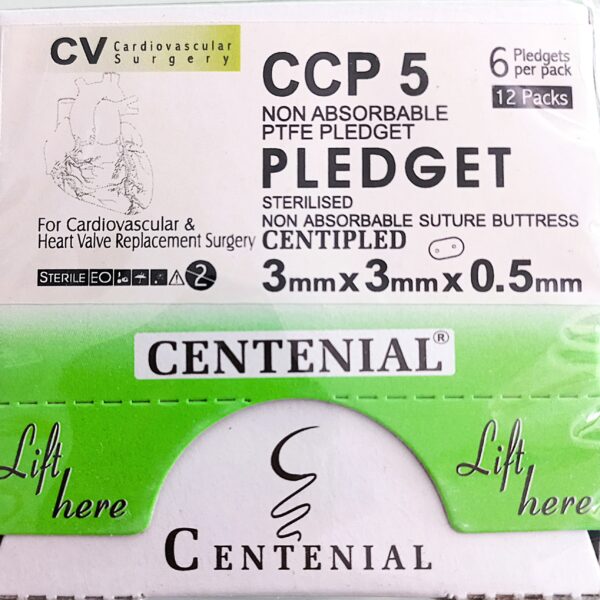 CV Cardiovascular Surgery
CCP 5
6 Pledgets per pack
12 Packs
NON ABSORBABLE
PTFE PLEDGET
PLEDGET
STERILISED
NON ABSORBABLE SUTURE BUTTRESS
For Cardiovascular &
Heart Valve Replacement Surgery
CENTIPLED
STERILE EO
2
3mm x 3mm x 0.5mm
CENTENIAL®
Lift here
Lift here
CENTENIAL